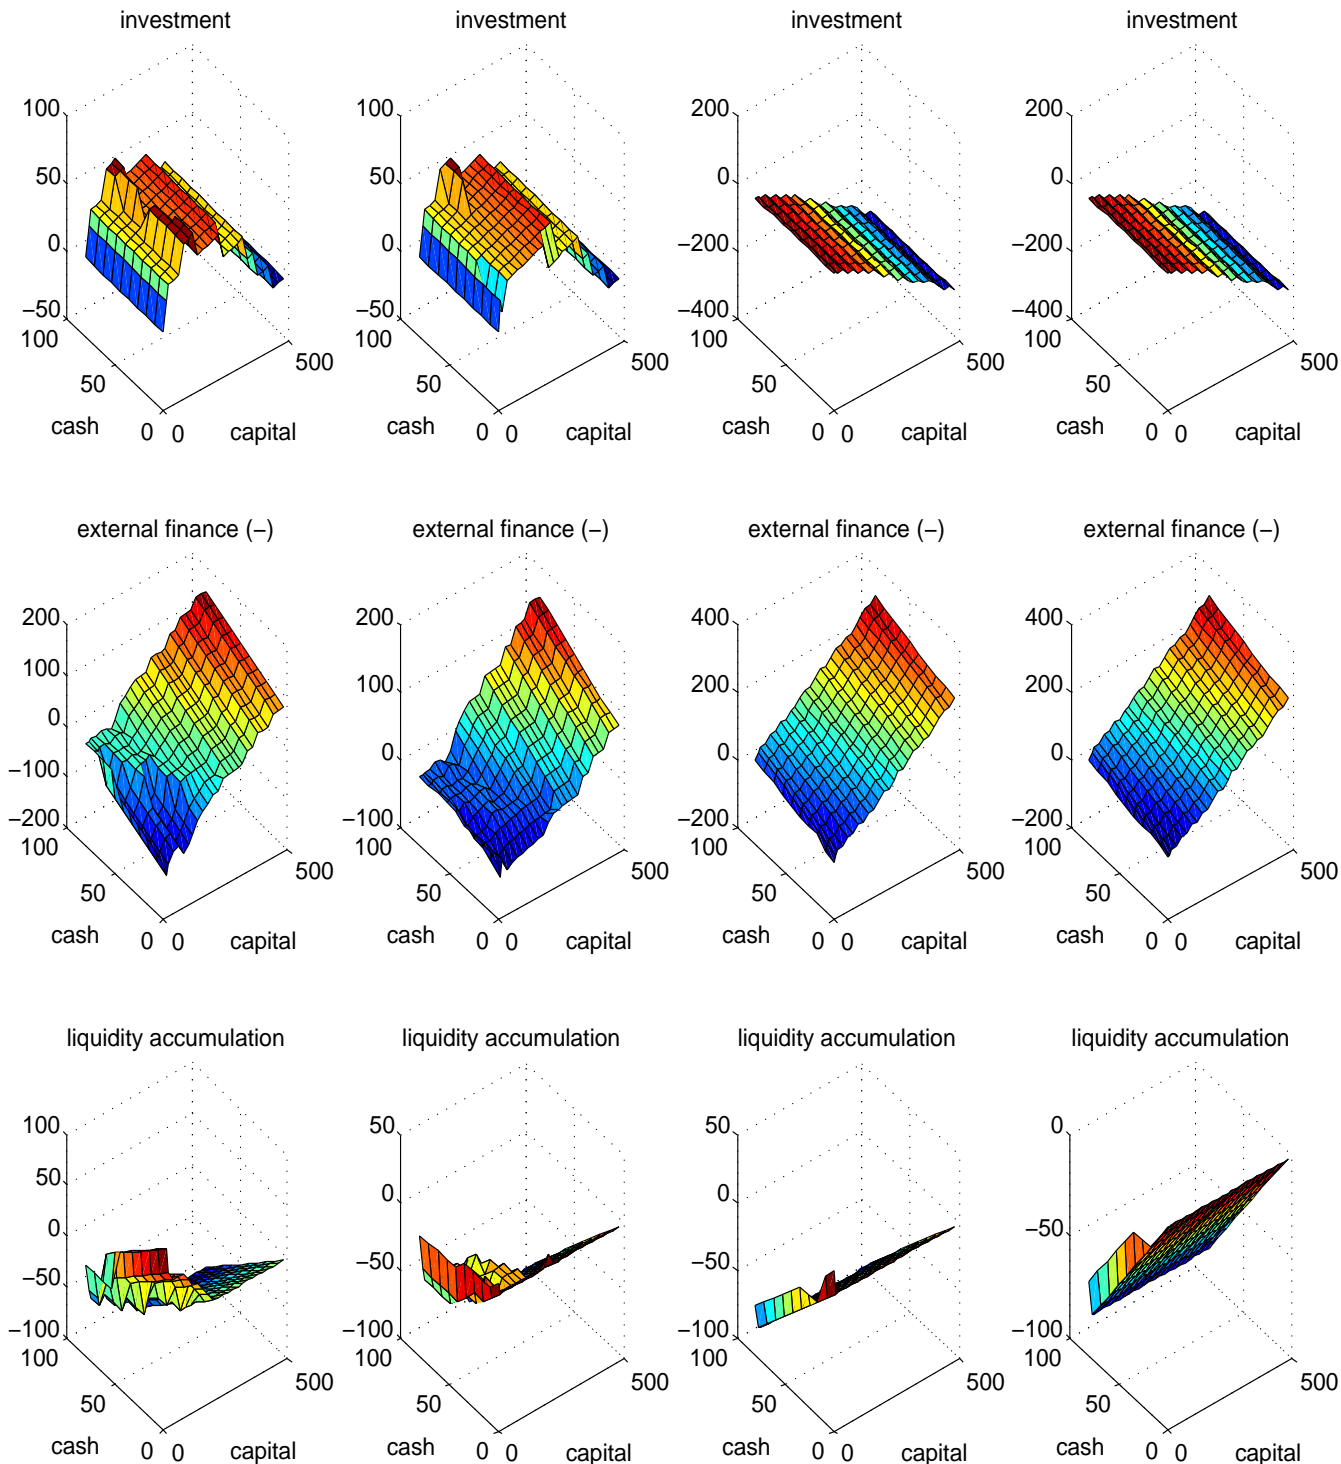 investment investment investment investment
100 100 200 200
50 50 0 0
0 0 −200 −200
−50 −50 −400 −400
100 500 100 500 100 500 100 500
50 50 50 50
cash 0 0 capital cash 0 0 capital cash 0 0 capital cash 0 0 capital
external finance (−) external finance (−) external finance (−) external finance (−)
200 200 400 400
100 100 200 200
0 0 0 0
−100
−200 −100 −200 −200
100 500 100 500 100 500 100 500
50 50 50 50
cash 0 0 capital cash 0 0 capital cash 0 0 capital cash 0 0 capital
liquidity accumulation liquidity accumulation liquidity accumulation liquidity accumulation
100 50 50 0
50 0 0
0 −50 −50 −50
−50
−100 −100 −100 −100
100 500 100 500 100 500 100 500
50 50 50 50
cash 0 0 capital cash 0 0 capital cash 0 0 capital cash 0 0 capital